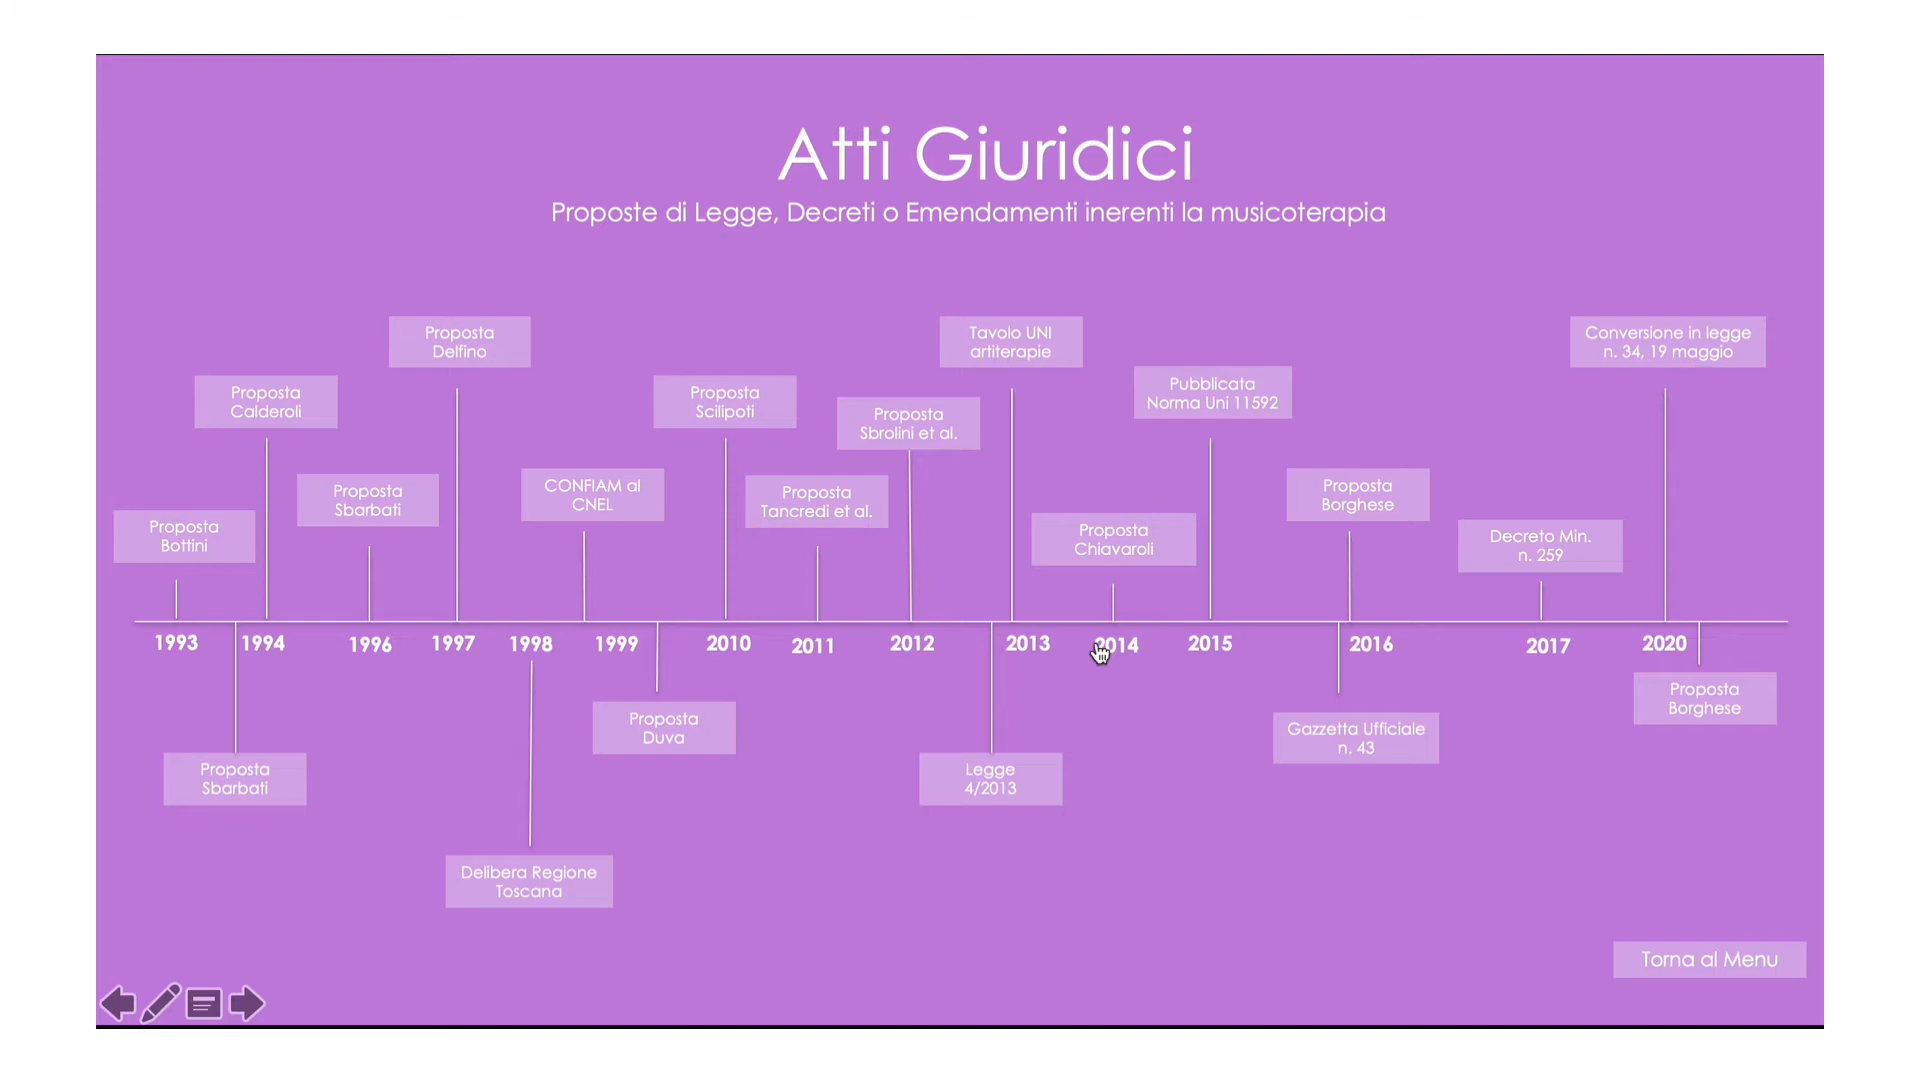 Atti Giuridici
Proposte di Legge, Decreti o Emendamenti inerenti la musicoterapia
Proposta
Delfino
Tavolo UNI
artiterapie
Conversione in legge
n. 34, 19 maggio
Proposta
Calderoli
Proposta
Scilipoti
Pubblicata
Norma Uni 11592
Proposta
Sbrolini et al.
Proposta
Sbarbati
CONFIAM al
CNEL
Proposta
Tancredi et al.
Proposta
Borghese
Proposta
Bottini
Proposta
Chiavaroli
Decreto Min.
n. 259
1993 1994 1996 1997 1998 1999 2010 2011 2012 2013 2014 2015 2016 2017 2020
Proposta
Borghese
Proposta
Duva
Gazzetta Ufficiale
n. 43
Proposta
Sbarbati
Legge
4/2013
Delibera Regione
Toscana
Torna al Menu